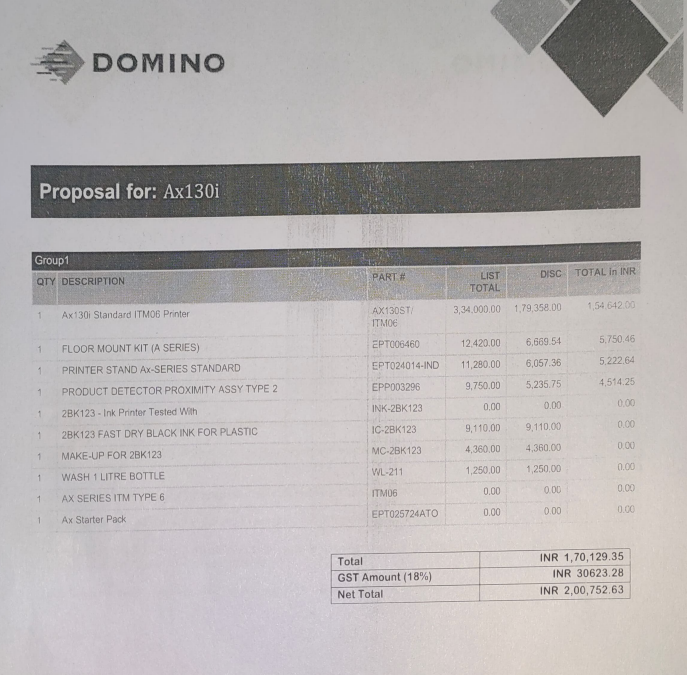 DOMINO
Proposal for: Ax130i
Group1
QTY DESCRIPTION PART # LIST TOTAL DISC TOTAL in INR
1 Ax130i Standard ITM06 Printer AX130ST/ITM06 3,34,000.00 1,79,358.00 1,54,642.00
1 FLOOR MOUNT KIT (A SERIES) EPT006460 12,420.00 6,669.54 5,750.46
1 PRINTER STAND Ax-SERIES STANDARD EPT024014-IND 11,280.00 6,057.36 5,222.64
1 PRODUCT DETECTOR PROXIMITY ASSY TYPE 2 EPP003296 9,750.00 5,235.75 4,514.25
1 2BK123 - Ink Printer Tested With INK-2BK123 0.00 0.00 0.00
1 2BK123 FAST DRY BLACK INK FOR PLASTIC IC-2BK123 9,110.00 9,110.00 0.00
1 MAKE-UP FOR 2BK123 MC-2BK123 4,360.00 4,360.00 0.00
1 WASH 1 LITRE BOTTLE WL-211 1,250.00 1,250.00 0.00
1 AX SERIES ITM TYPE 6 ITM06 0.00 0.00 0.00
1 Ax Starter Pack EPT025724ATO 0.00 0.00 0.00
Total INR 1,70,129.35
GST Amount (18%) INR 30623.28
Net Total INR 2,00,752.63